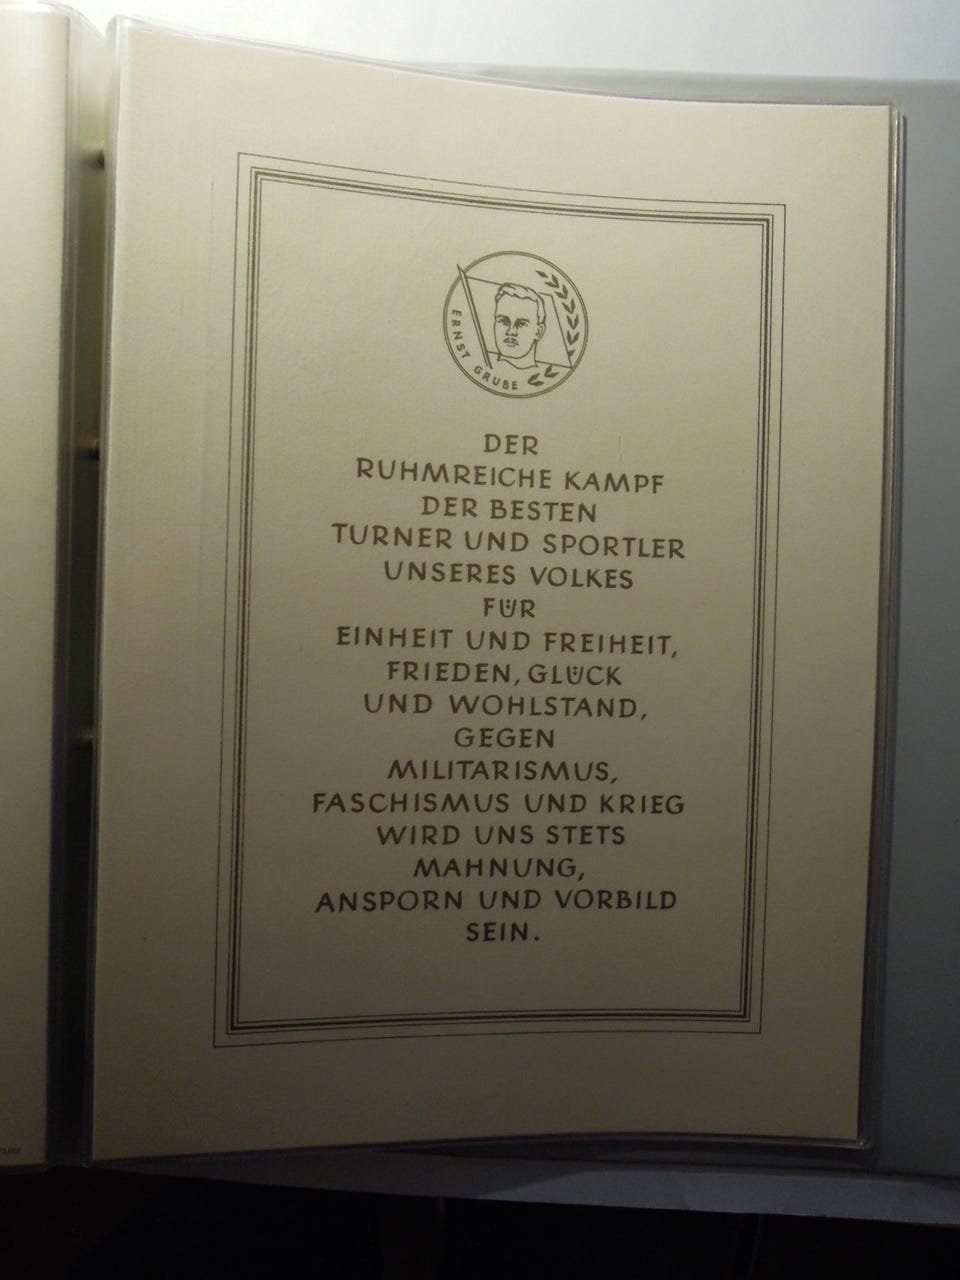 ERNST GRUBE
DER
RUHMREICHE KAMPF
DER BESTEN
TURNER UND SPORTLER
UNSERES VOLKES
FÜR
EINHEIT UND FREIHEIT,
FRIEDEN, GLÜCK
UND WOHLSTAND,
GEGEN
MILITARISMUS,
FASCHISMUS UND KRIEG
WIRD UNS STETS
MAHNUNG,
ANSPORN UND VORBILD
SEIN.